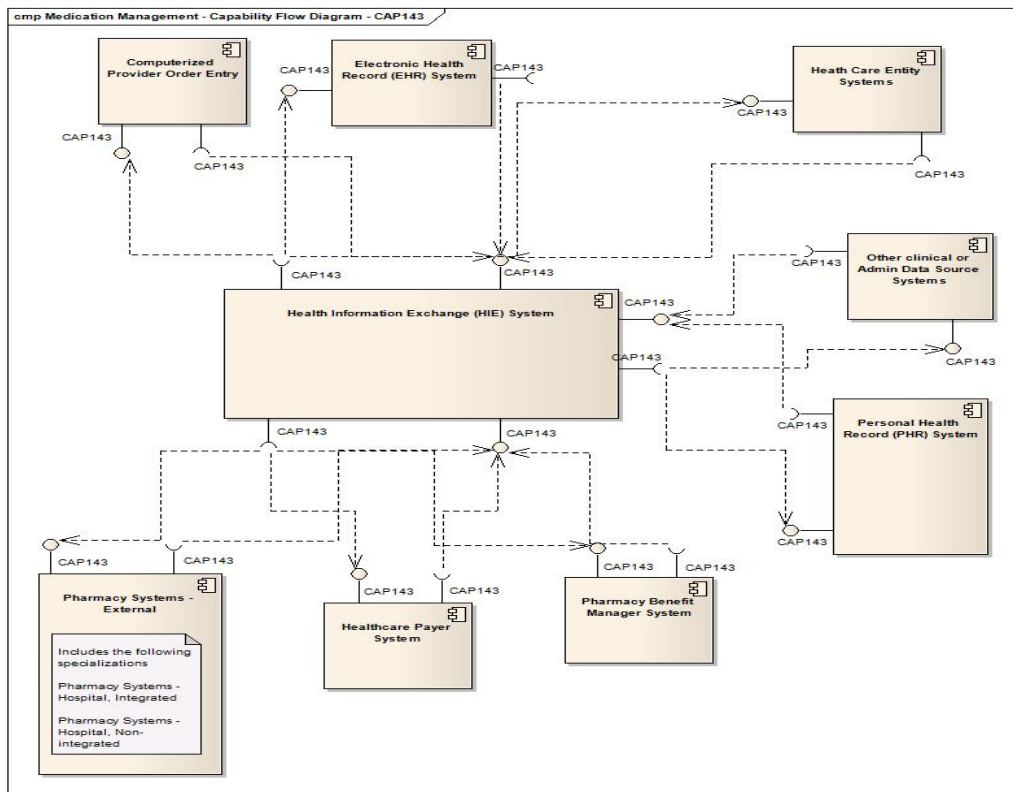 cmp Medication Management - Capability Flow Diagram - CAP143
Computerized
Provider Order Entry
CAP143
CAP143
CAP143
Electronic Health
Record (EHR) System
CAP143
CAP143
Heath Care Entity
Systems
CAP143
CAP143
CAP143
CAP143
Other clinical or
Admin Data Source
Systems
CAP143
Health Information Exchange (HIE) System
CAP143
CAP143
CAP143
Personal Health
Record (PHR) System
CAP143
CAP143
CAP143
CAP143
CAP143
CAP143
Pharmacy Systems -
External
Includes the following
specializations
Pharmacy Systems -
Hospital, Integrated
Pharmacy Systems -
Hospital, Non-
integrated
CAP143
CAP143
Healthcare Payer
System
CAP143
CAP143
Pharmacy Benefit
Manager System